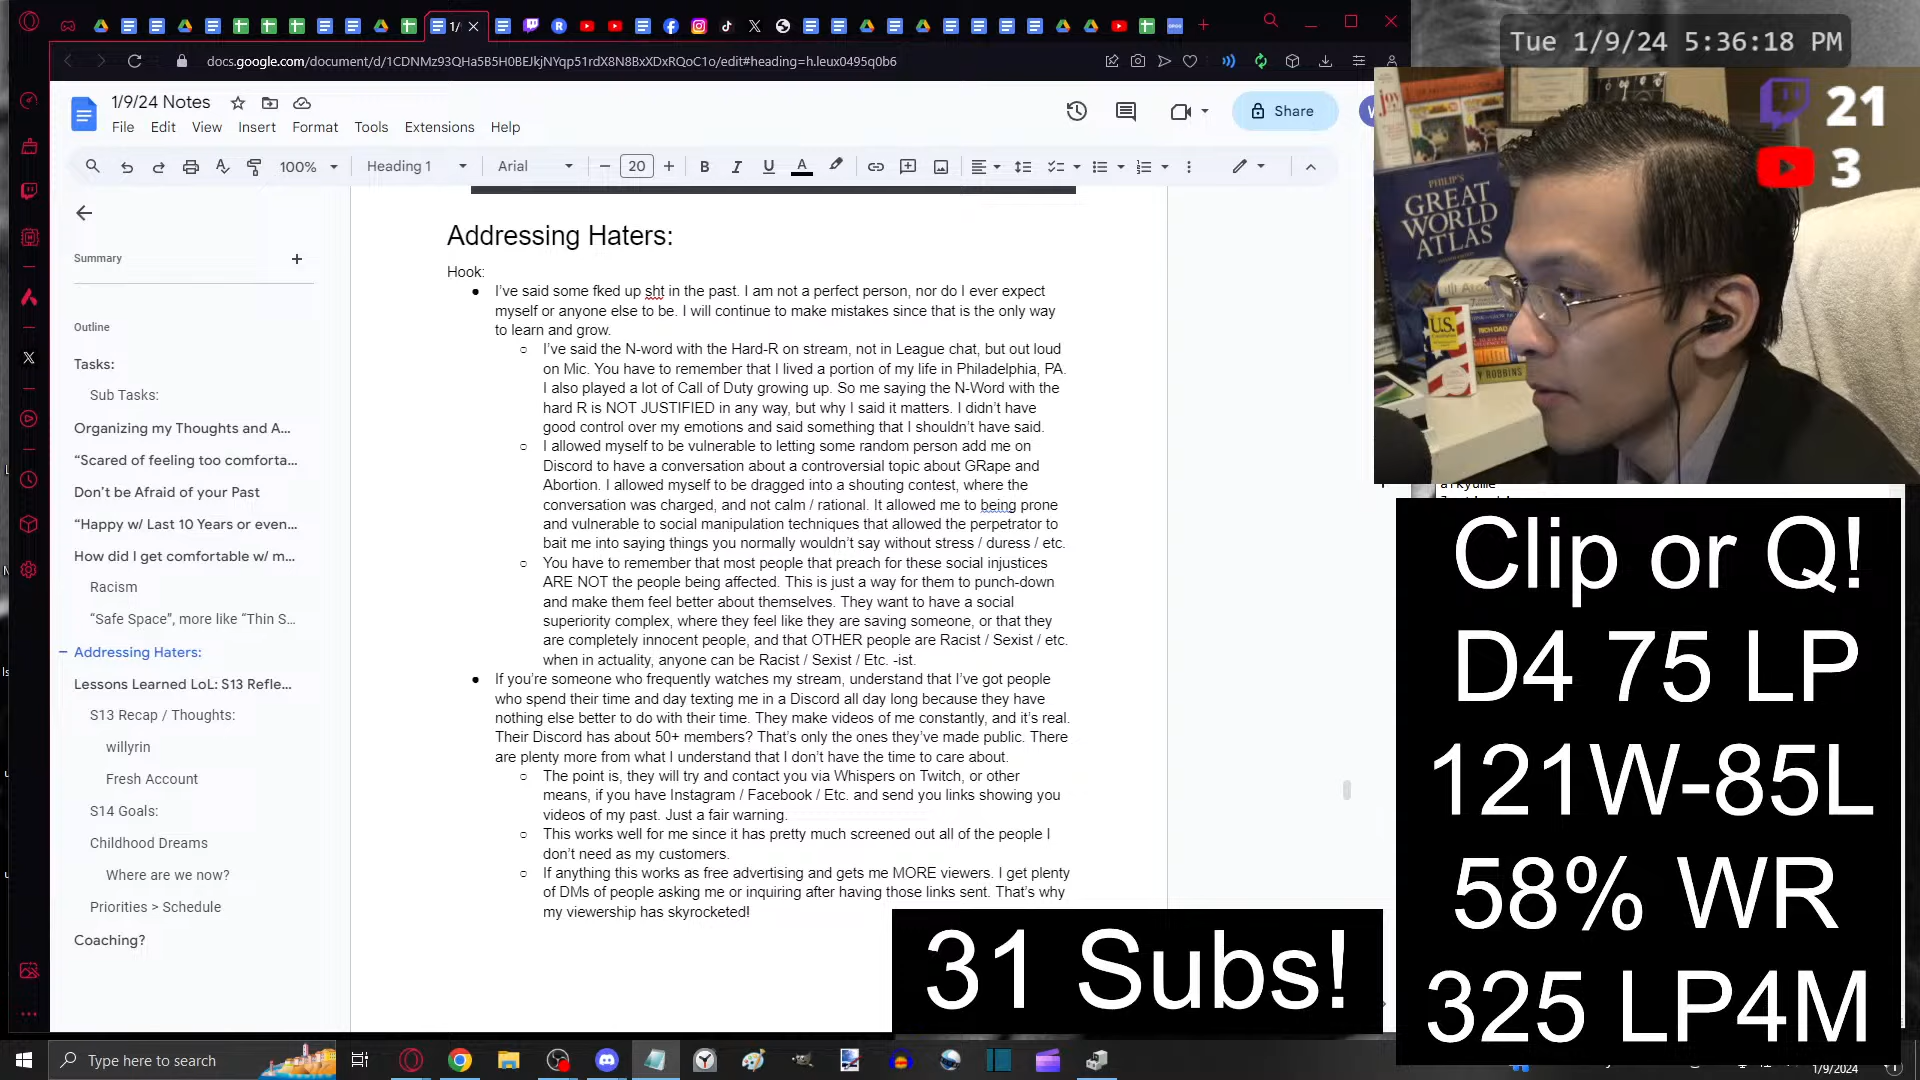 Tue 1/9/24 5:36:18 PM
1/
docs.google.com/document/d/1CDNMz93QHa5B5H0BEJkjNYqp51rdX8N8BxXDxRQoC1o/edit#heading=h.leux0495q0b6
1/9/24 Notes
File Edit View Insert Format Tools Extensions Help
Share
100% Heading 1 Arial 20
21
3
PHILIP'S
GREAT
WORLD
ATLAS
U.S.
Summary
Outline
Tasks:
Sub Tasks:
Organizing my Thoughts and A...
“Scared of feeling too comforta...
Don’t be Afraid of your Past
“Happy w/ Last 10 Years or even...
How did I get comfortable w/ m...
Racism
“Safe Space”, more like “Thin S...
Addressing Haters:
Lessons Learned LoL: S13 Refle...
S13 Recap / Thoughts:
willyrin
Fresh Account
S14 Goals:
Childhood Dreams
Where are we now?
Priorities > Schedule
Coaching?
Addressing Haters:
Hook:
I’ve said some fked up sht in the past. I am not a perfect person, nor do I ever expect
myself or anyone else to be. I will continue to make mistakes since that is the only way
to learn and grow.
I’ve said the N-word with the Hard-R on stream, not in League chat, but out loud
on Mic. You have to remember that I lived a portion of my life in Philadelphia, PA.
I also played a lot of Call of Duty growing up. So me saying the N-Word with the
hard R is NOT JUSTIFIED in any way, but why I said it matters. I didn’t have
good control over my emotions and said something that I shouldn’t have said.
I allowed myself to be vulnerable to letting some random person add me on
Discord to have a conversation about a controversial topic about GRape and
Abortion. I allowed myself to be dragged into a shouting contest, where the
conversation was charged, and not calm / rational. It allowed me to being prone
and vulnerable to social manipulation techniques that allowed the perpetrator to
bait me into saying things you normally wouldn’t say without stress / duress / etc.
You have to remember that most people that preach for these social injustices
ARE NOT the people being affected. This is just a way for them to punch-down
and make them feel better about themselves. They want to have a social
superiority complex, where they feel like they are saving someone, or that they
are completely innocent people, and that OTHER people are Racist / Sexist / etc.
when in actuality, anyone can be Racist / Sexist / Etc. -ist.
If you’re someone who frequently watches my stream, understand that I’ve got people
who spend their time and day texting me in a Discord all day long because they have
nothing else better to do with their time. They make videos of me constantly, and it’s real.
Their Discord has about 50+ members? That’s only the ones they’ve made public. There
are plenty more from what I understand that I don’t have the time to care about.
The point is, they will try and contact you via Whispers on Twitch, or other
means, if you have Instagram / Facebook / Etc. and send you links showing you
videos of my past. Just a fair warning.
This works well for me since it has pretty much screened out all of the people I
don’t need as my customers.
If anything this works as free advertising and gets me MORE viewers. I get plenty
of DMs of people asking me or inquiring after having those links sent. That’s why
my viewership has skyrocketed!
Clip or Q!
D4 75 LP
121W-85L
58% WR
325 LP4M
31 Subs!
Type here to search
1/9/2024